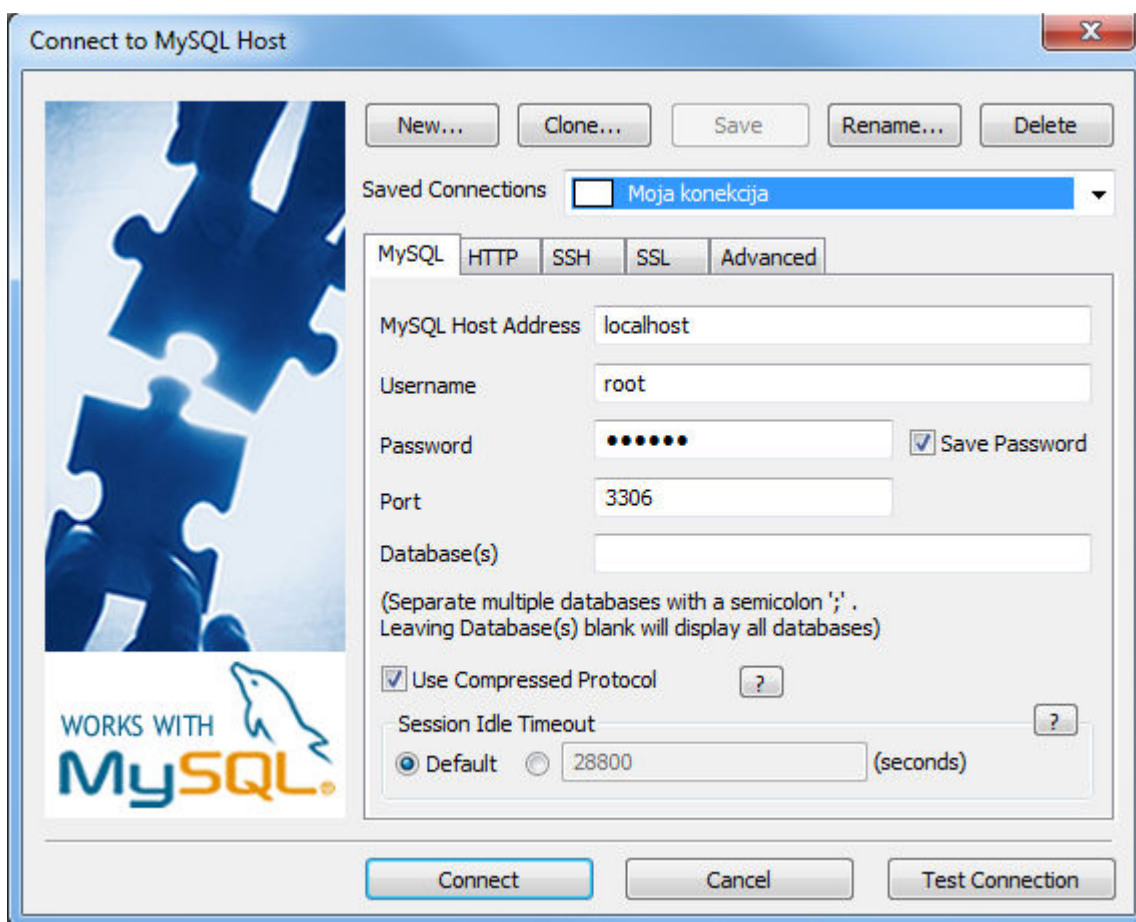 Connect to MySQL Host
New... Clone... Save Rename... Delete
Saved Connections Moja konekcija
MySQL HTTP SSH SSL Advanced
MySQL Host Address localhost
Username root
Password ●●●●●● Save Password
Port 3306
Database(s)
(Separate multiple databases with a semicolon ';' .
Leaving Database(s) blank will display all databases)
Use Compressed Protocol ?
Session Idle Timeout ?
Default 28800 (seconds)
WORKS WITH
MySQL®
Connect Cancel Test Connection